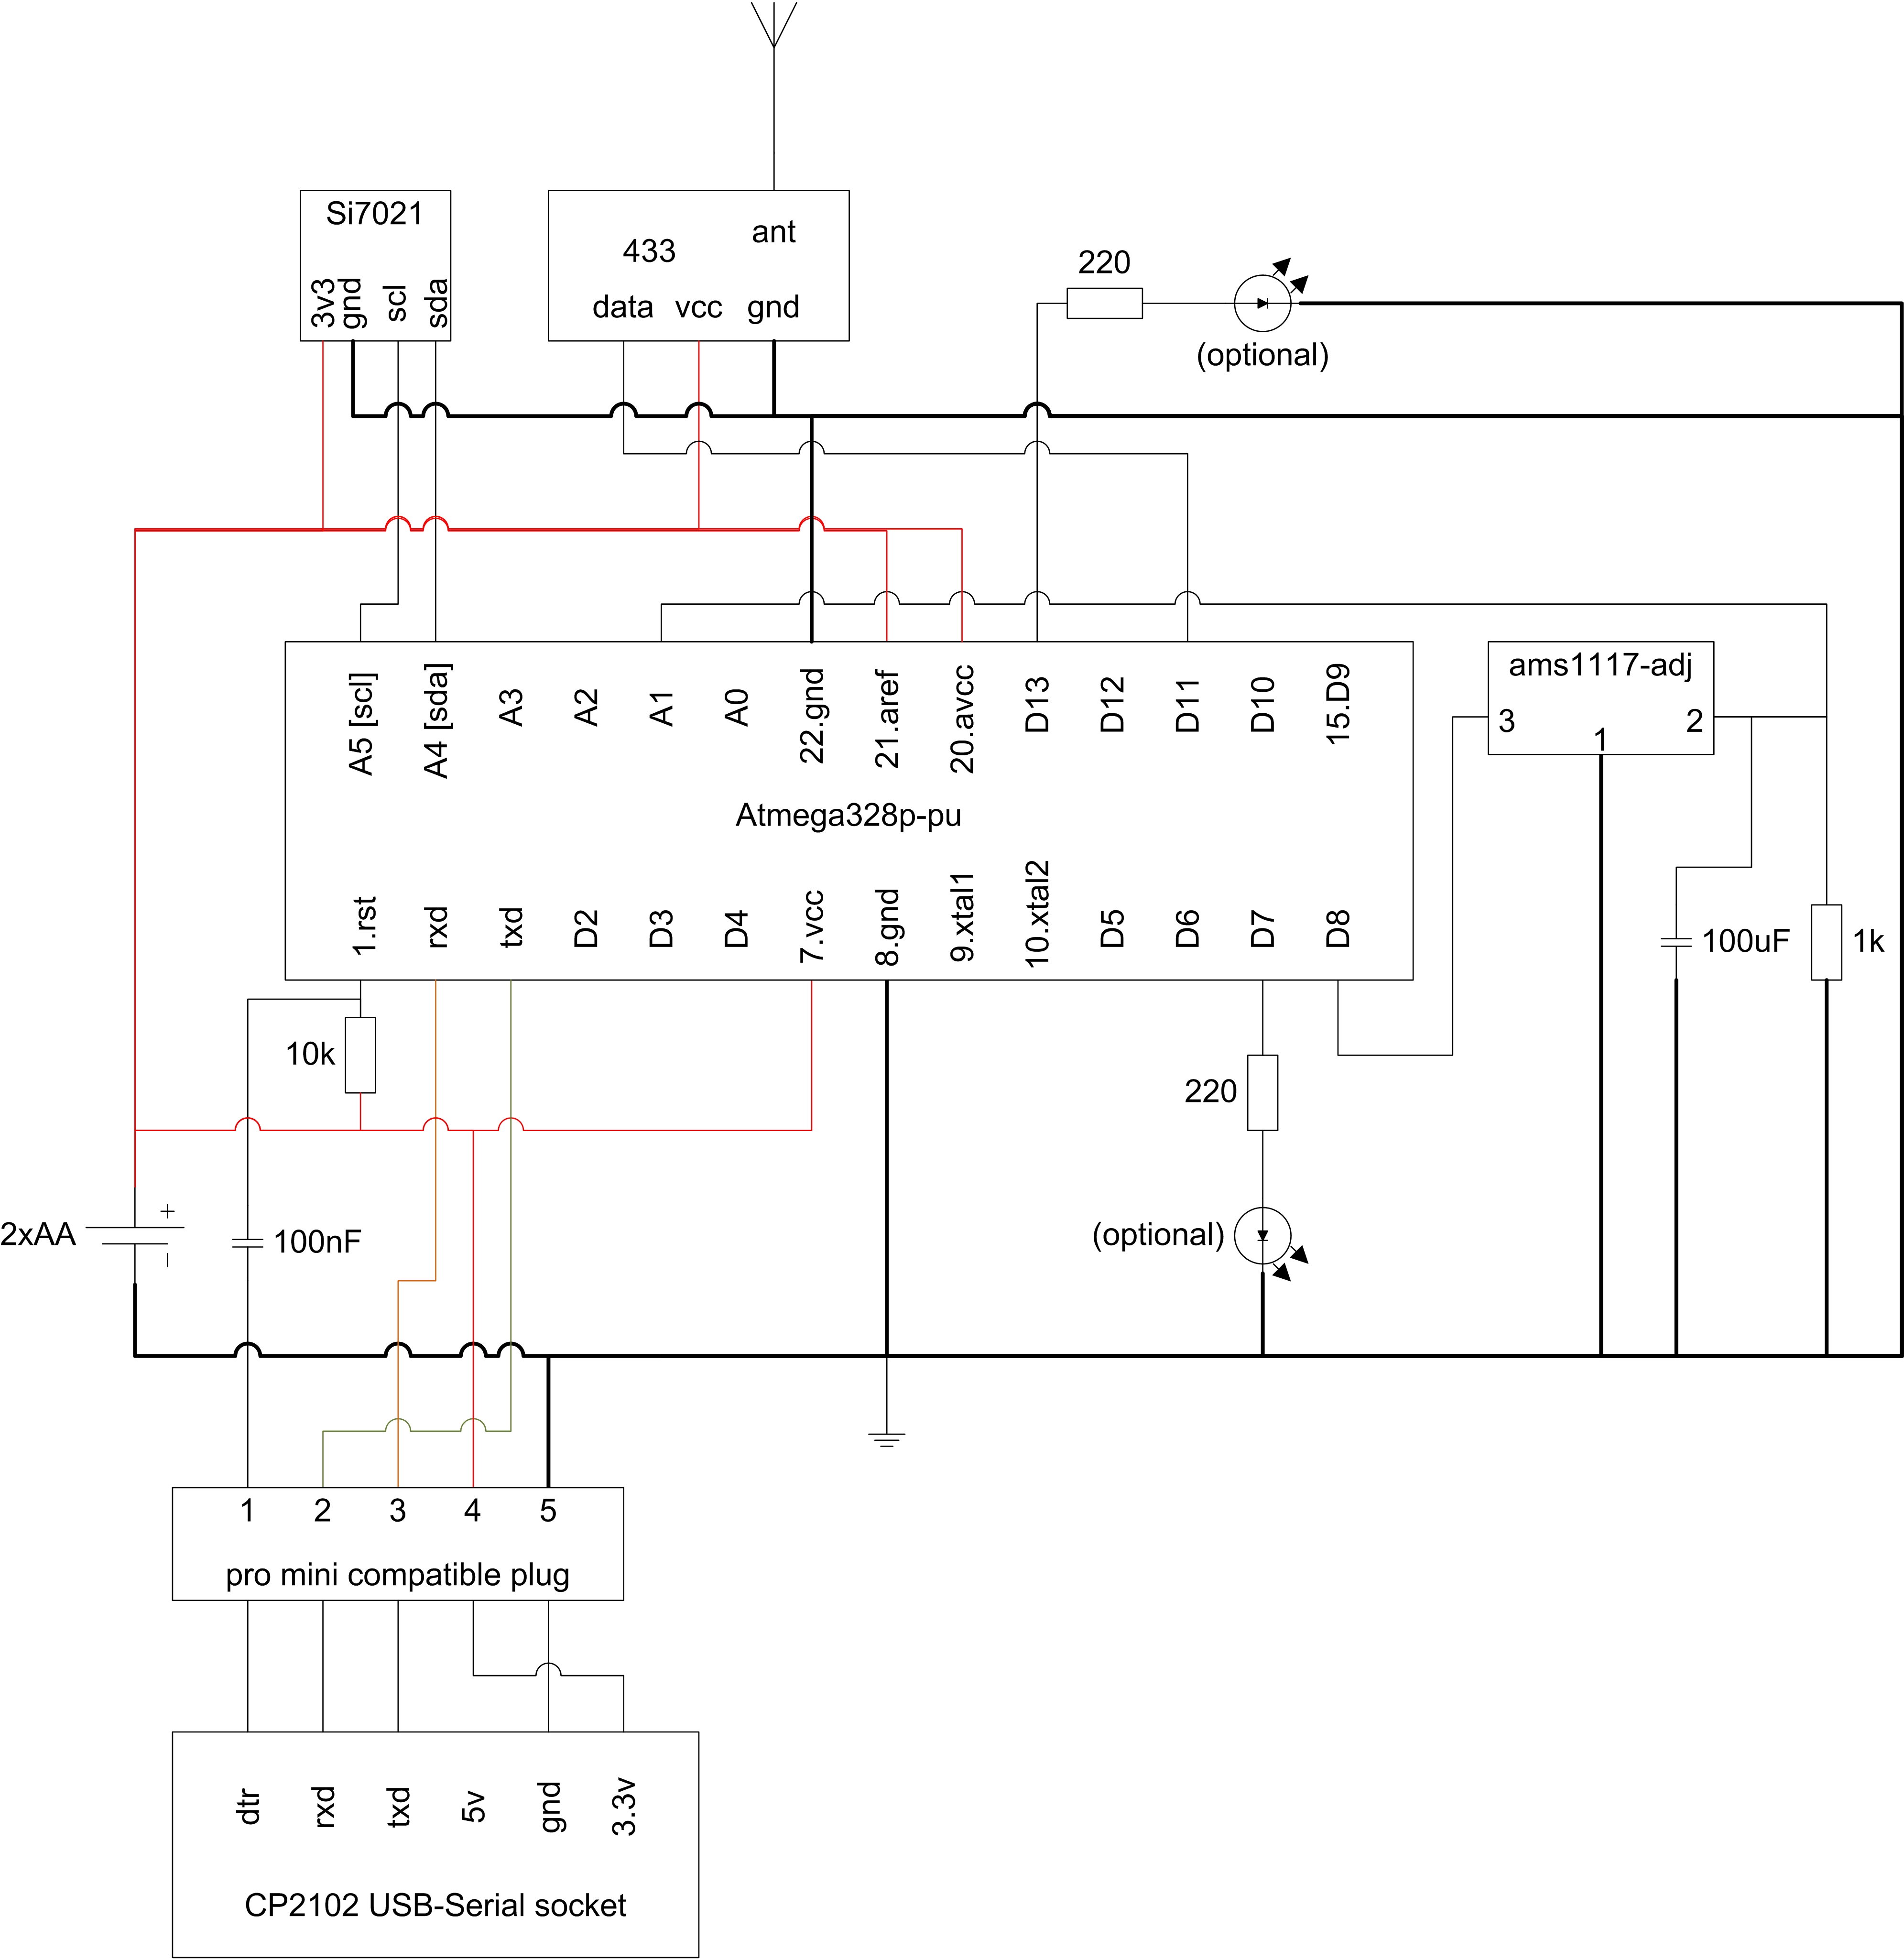 Si7021
3v3
gnd
scl
sda
433
ant
data
vcc
gnd
220
(optional)
A5 [scl]
A4 [sda]
A3
A2
A1
A0
22.gnd
21.aref
20.avcc
D13
D12
D11
D10
15.D9
Atmega328p-pu
1.rst
rxd
txd
D2
D3
D4
7.vcc
8.gnd
9.xtal1
10.xtal2
D5
D6
D7
D8
ams1117-adj
3
1
2
100uF
1k
10k
220
(optional)
2xAA
+
–
100nF
1
2
3
4
5
pro mini compatible plug
dtr
rxd
txd
5v
gnd
3.3v
CP2102 USB-Serial socket